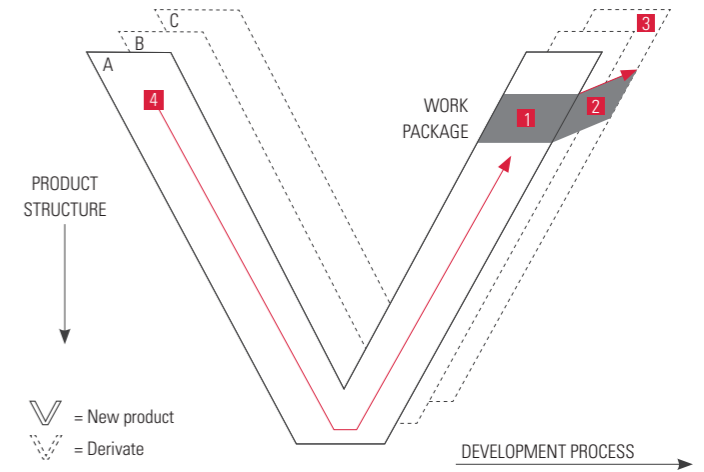 C
3
B
A
4
WORK
PACKAGE
1
2
PRODUCT
STRUCTURE
= New product
= Derivate
DEVELOPMENT PROCESS